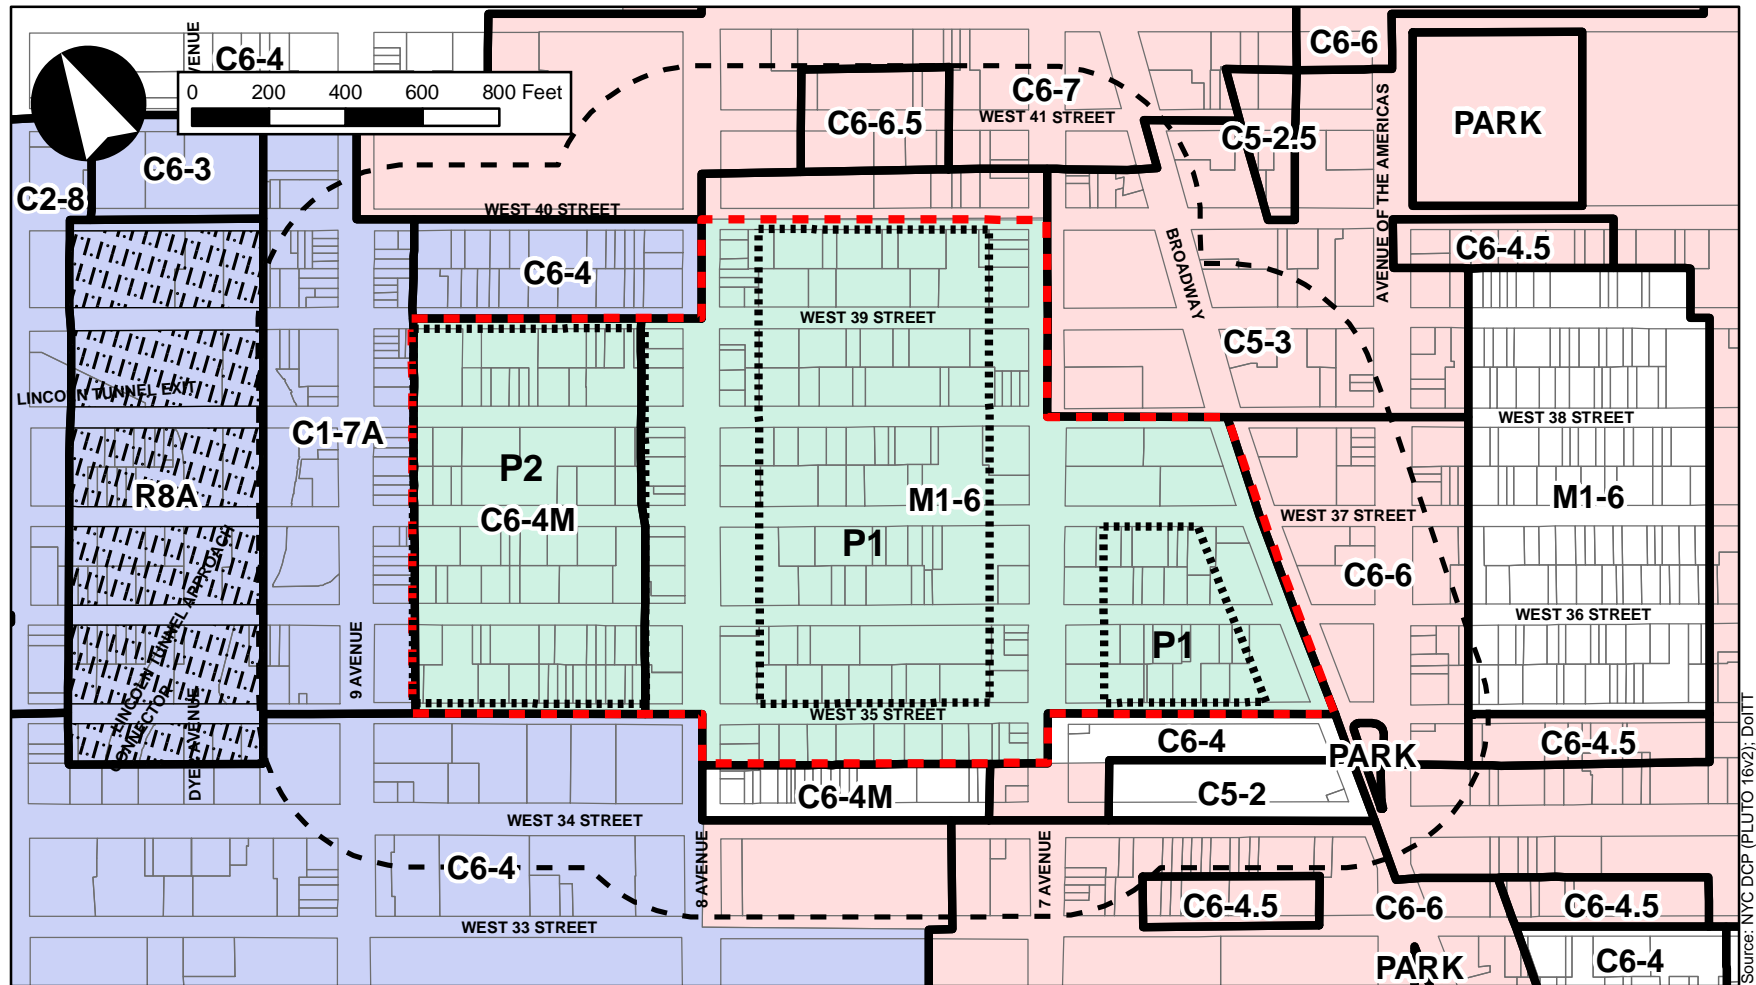 AVENUE
C6-4
C6-6
0 200 400 600 800 Feet
C6-7
WEST 41 STREET
C6-6.5
C5-2.5
AVENUE OF THE AMERICAS
PARK
C6-3
C2-8
WEST 40 STREET
C6-4
BROADWAY
C6-4.5
WEST 39 STREET
C5-3
LINCOLN TUNNEL EXIT
C1-7A
WEST 38 STREET
P2
R8A
C6-4M
M1-6
P1
WEST 37 STREET
M1-6
C6-6
LINCOLN TUNNEL APPROACH
WEST 36 STREET
P1
9 AVENUE
LINCOLN TUNNEL
CONNECTOR
DYER AVENUE
WEST 35 STREET
C6-4
PARK
C6-4.5
C6-4M
C5-2
WEST 34 STREET
8 AVENUE
7 AVENUE
C6-4
C6-4.5
C6-6
C6-4.5
WEST 33 STREET
PARK
C6-4
Source: NYC DCP (PLUTO 16v2); DoITT